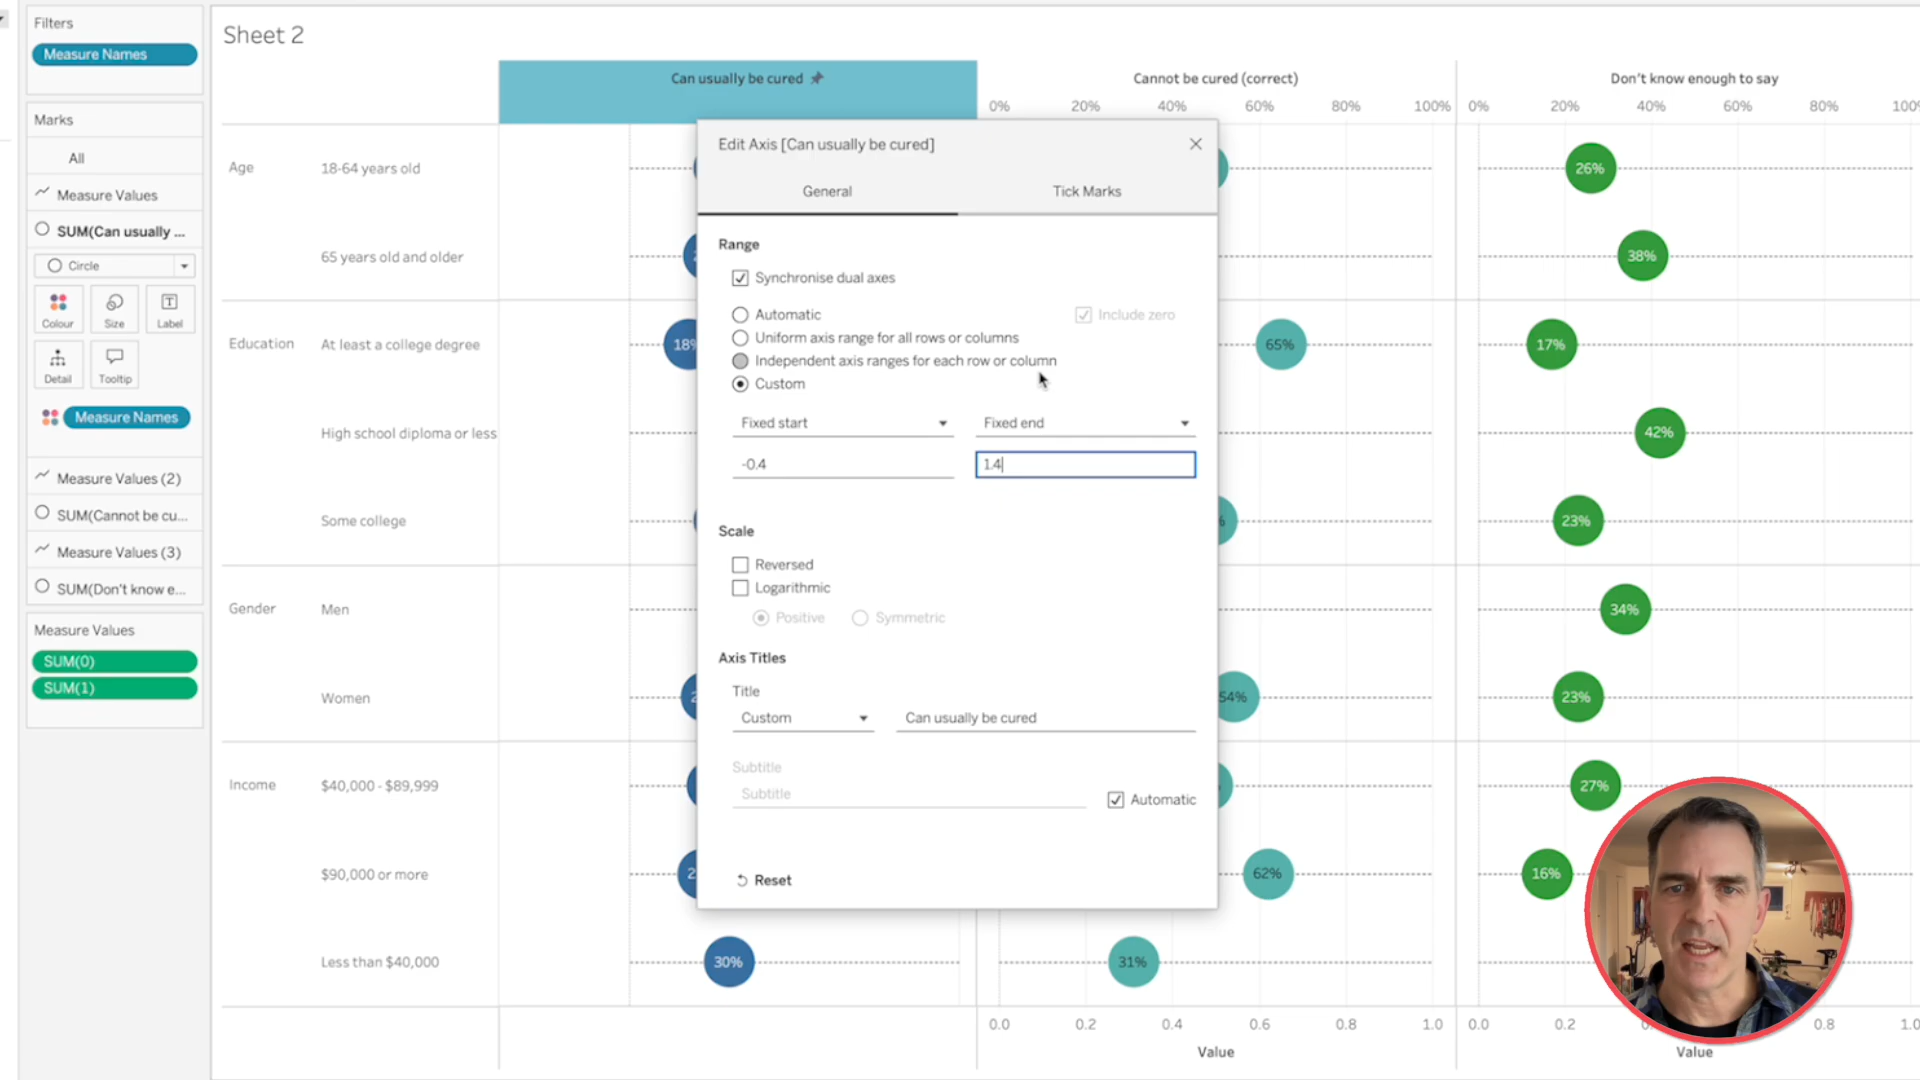 Filters
Measure Names
Marks
All
Measure Values
SUM(Can usually ...
Circle
Colour
Size
Label
Detail
Tooltip
Measure Names
Measure Values (2)
SUM(Cannot be cu...
Measure Values (3)
SUM(Don't know e...
Measure Values
SUM(0)
SUM(1)
Sheet 2
Can usually be cured
Cannot be cured (correct)
Don't know enough to say
0% 20% 40% 60% 80% 100%
0% 20% 40% 60% 80% 100%
Age
18-64 years old
26%
65 years old and older
38%
Education
At least a college degree
18%
65%
17%
High school diploma or less
42%
Some college
23%
Gender
Men
34%
Women
54%
23%
Income
$40,000 - $89,999
27%
$90,000 or more
62%
16%
Less than $40,000
30%
31%
0.0 0.2 0.4 0.6 0.8 1.0
0.0 0.2 0.8 1.0
Value
Value
Edit Axis [Can usually be cured]
General
Tick Marks
Range
Synchronise dual axes
Automatic
Include zero
Uniform axis range for all rows or columns
Independent axis ranges for each row or column
Custom
Fixed start
Fixed end
-0.4
1.4
Scale
Reversed
Logarithmic
Positive
Symmetric
Axis Titles
Title
Custom
Can usually be cured
Subtitle
Subtitle
Automatic
Reset